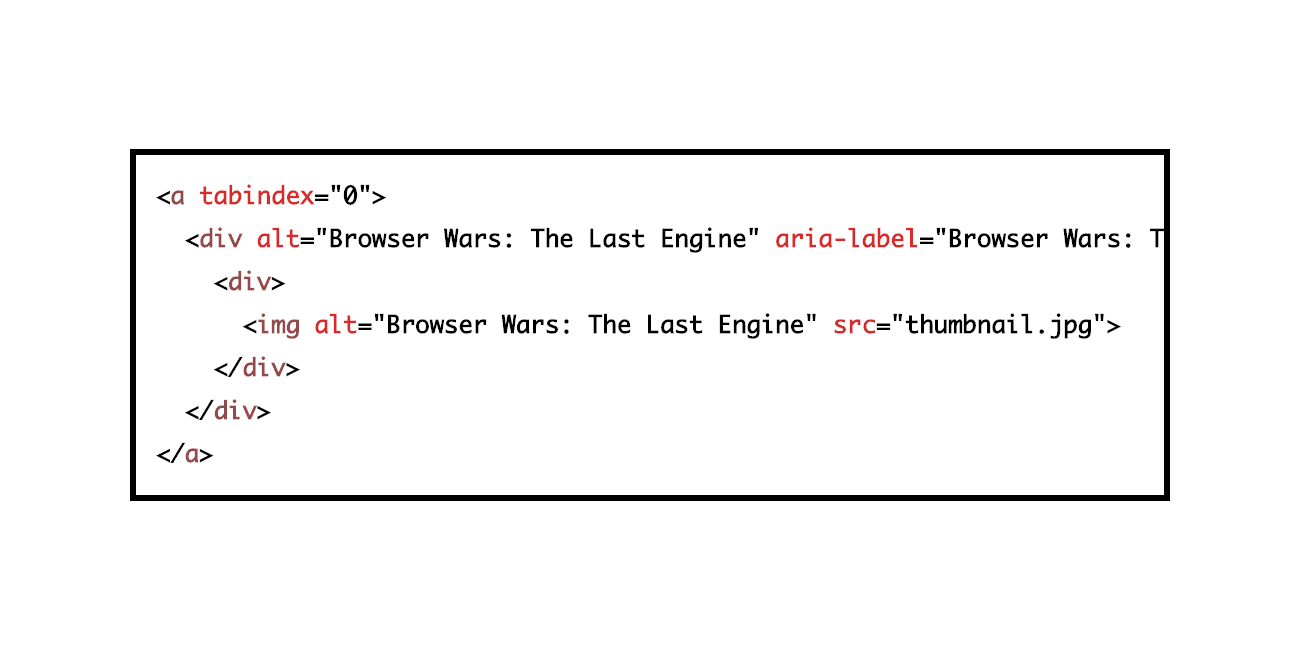 <a tabindex="0">
<div alt="Browser Wars: The Last Engine" aria-label="Browser Wars: T
<div>
<img alt="Browser Wars: The Last Engine" src="thumbnail.jpg">
</div>
</div>
</a>